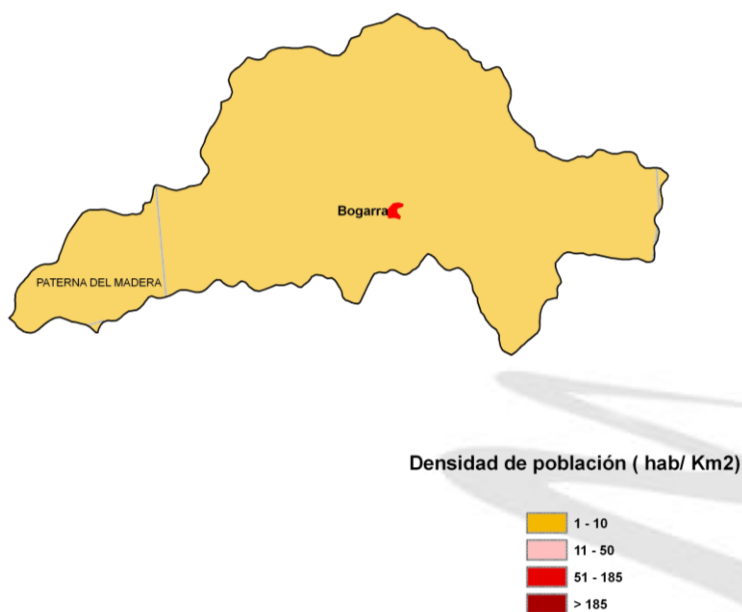 Bogarra
PATERNA DEL MADERA
Densidad de población ( hab/ Km2)
1 - 10
11 - 50
51 - 185
> 185